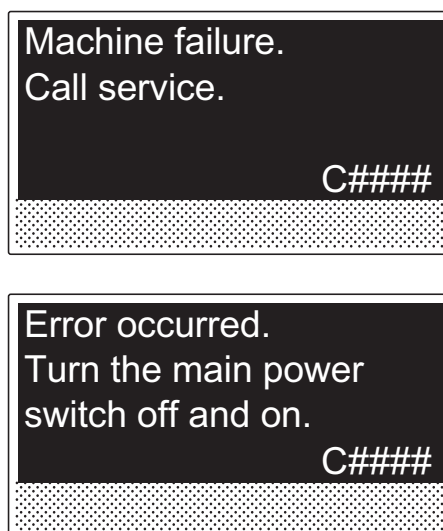 Machine failure.
Call service.
C####
Error occurred.
Turn the main power
switch off and on.
C####